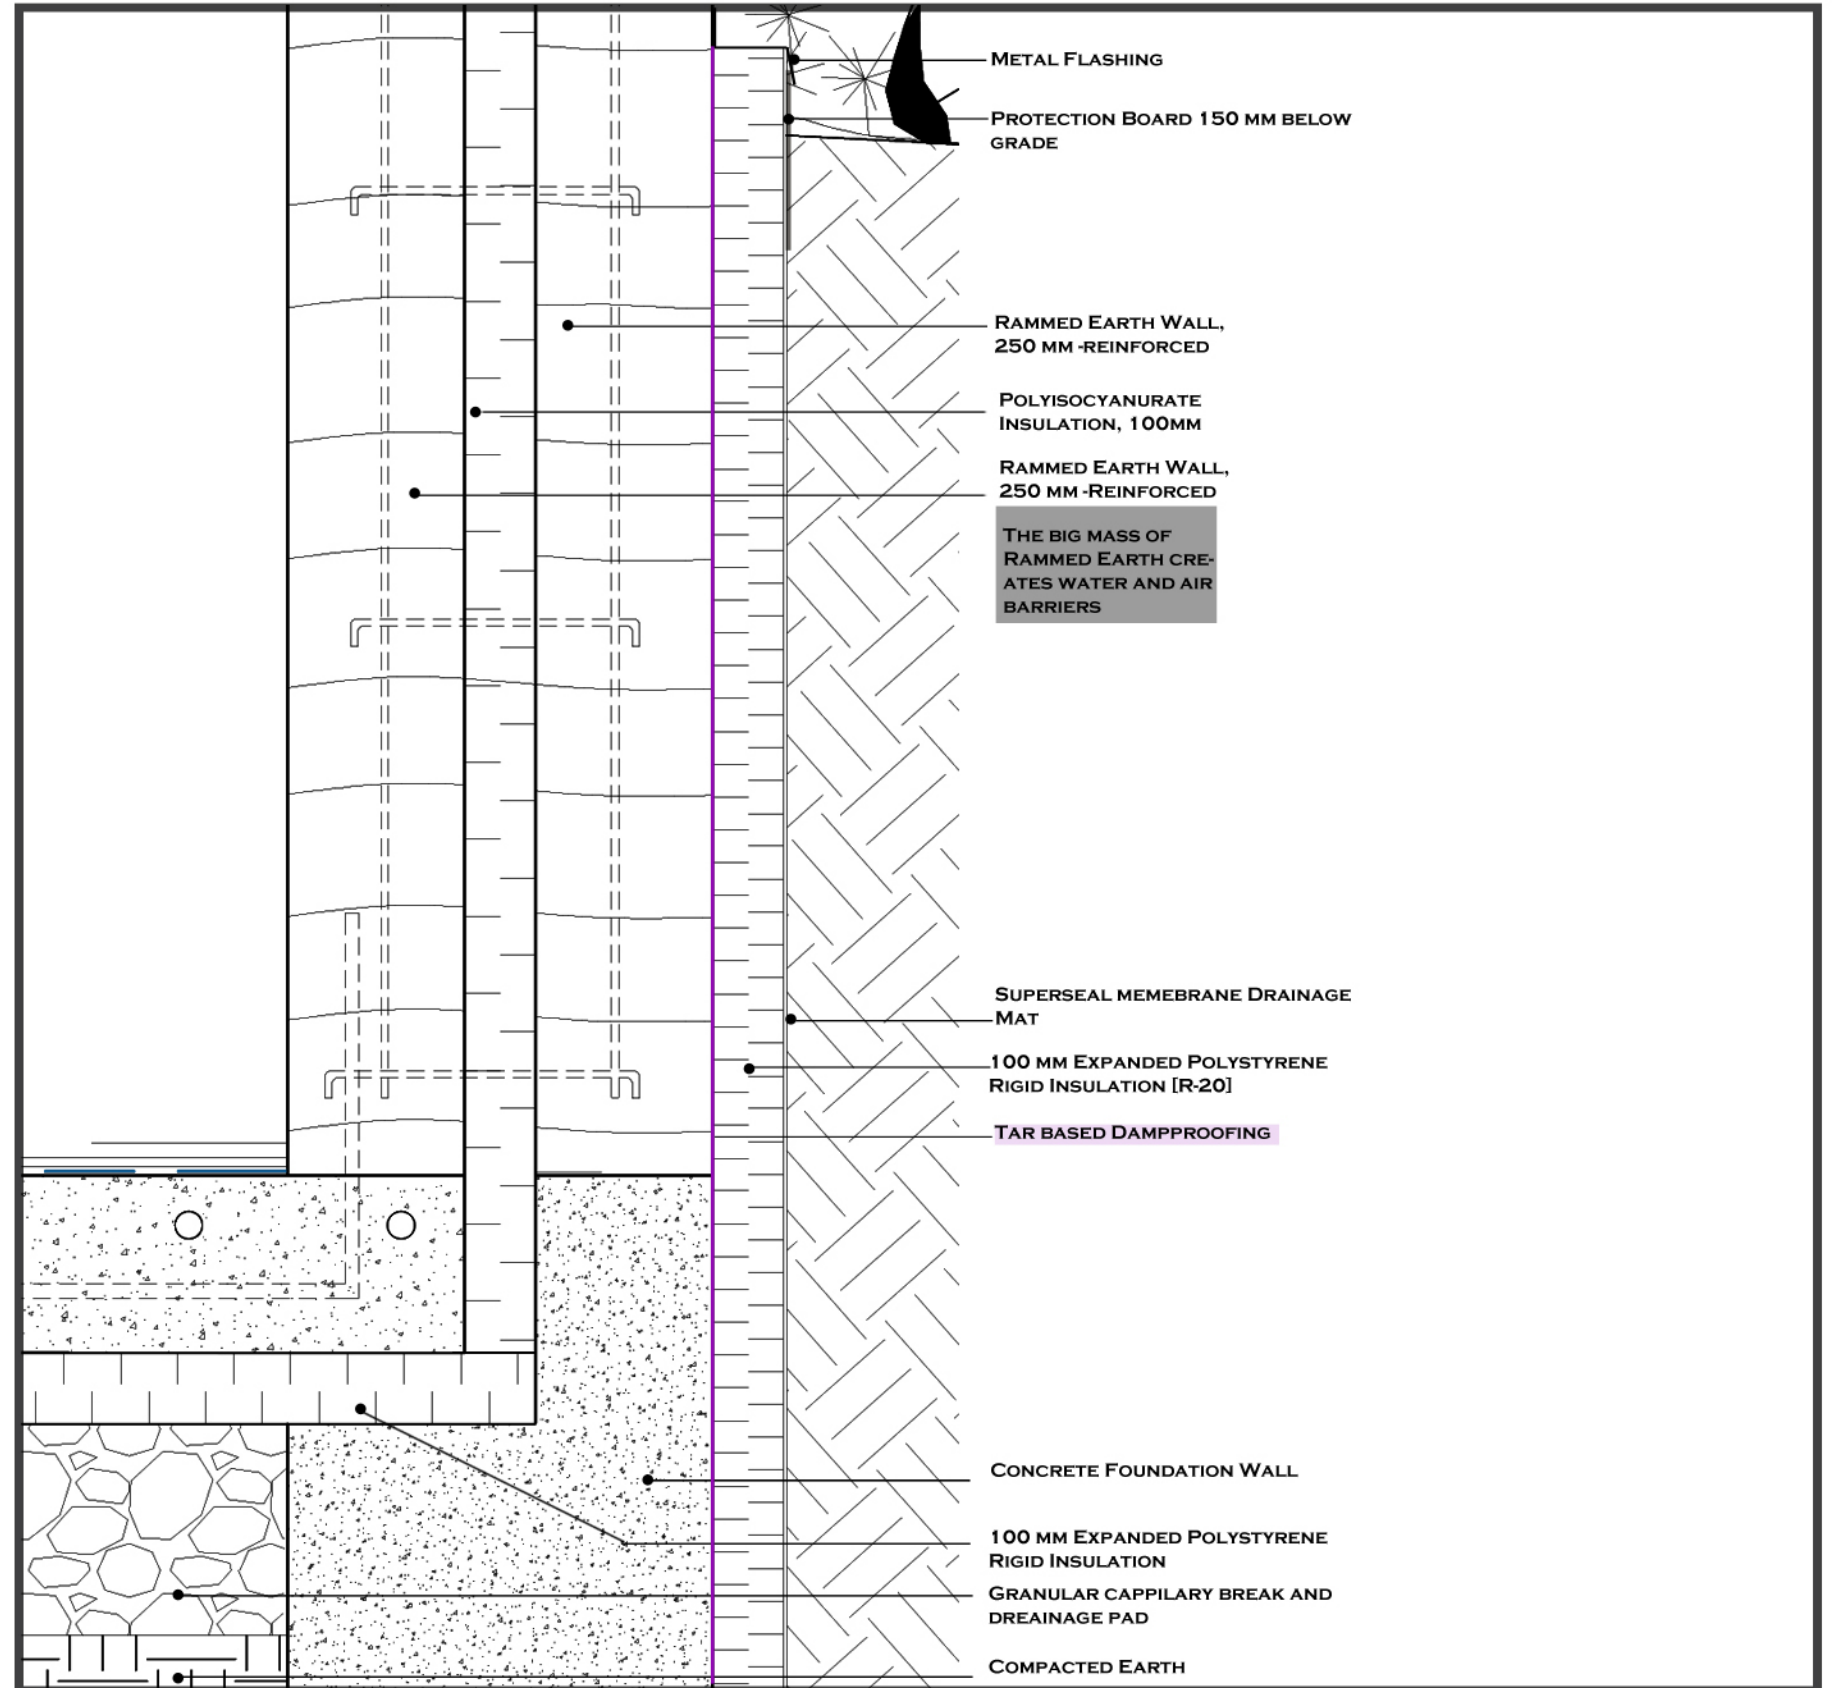 METAL FLASHING
PROTECTION BOARD 150 MM BELOW
GRADE
RAMMED EARTH WALL,
250 MM -REINFORCED
POLYISOCYANURATE
INSULATION, 100MM
RAMMED EARTH WALL,
250 MM -REINFORCED
THE BIG MASS OF
RAMMED EARTH CRE-
ATES WATER AND AIR
BARRIERS
SUPERSEAL MEMEBRANE DRAINAGE
MAT
100 MM EXPANDED POLYSTYRENE
RIGID INSULATION [R-20]
TAR BASED DAMPPROOFING
CONCRETE FOUNDATION WALL
100 MM EXPANDED POLYSTYRENE
RIGID INSULATION
GRANULAR CAPPILARY BREAK AND
DREAINAGE PAD
COMPACTED EARTH